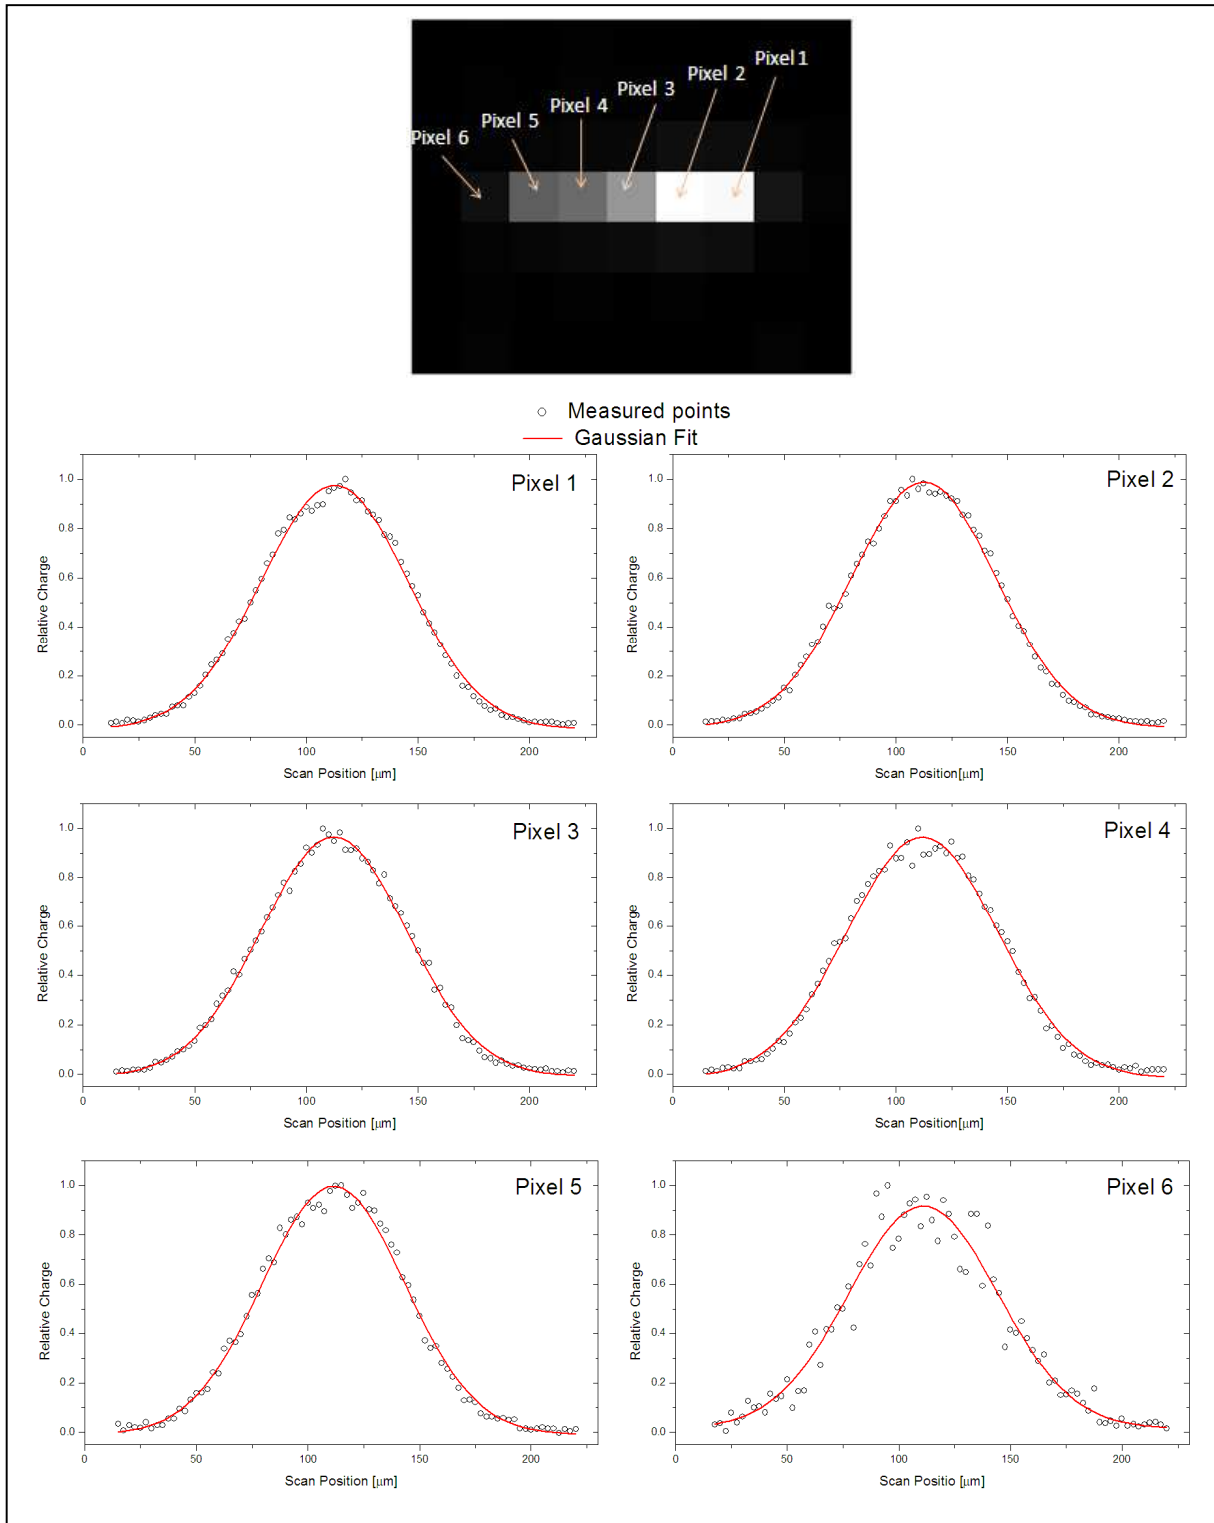 Pixel 1
Pixel 2
Pixel 3
Pixel 4
Pixel 5
Pixel 6
Measured points
Gaussian Fit
Pixel 1
1.0
0.8
0.6
0.4
0.2
0.0
Relative Charge
0 50 100 150 200
Scan Position [μm]
Pixel 2
1.0
0.8
0.6
0.4
0.2
0.0
Relative Charge
0 50 100 150 200
Scan Position[μm]
Pixel 3
1.0
0.8
0.6
0.4
0.2
0.0
Relative Charge
0 50 100 150 200
Scan Position [μm]
Pixel 4
1.0
0.8
0.6
0.4
0.2
0.0
Relative Charge
0 50 100 150 200
Scan Position[μm]
Pixel 5
1.0
0.8
0.6
0.4
0.2
0.0
Relative Charge
0 50 100 150 200
Scan Position [μm]
Pixel 6
1.0
0.8
0.6
0.4
0.2
0.0
Relative Charge
0 50 100 150 200
Scan Positio [μm]